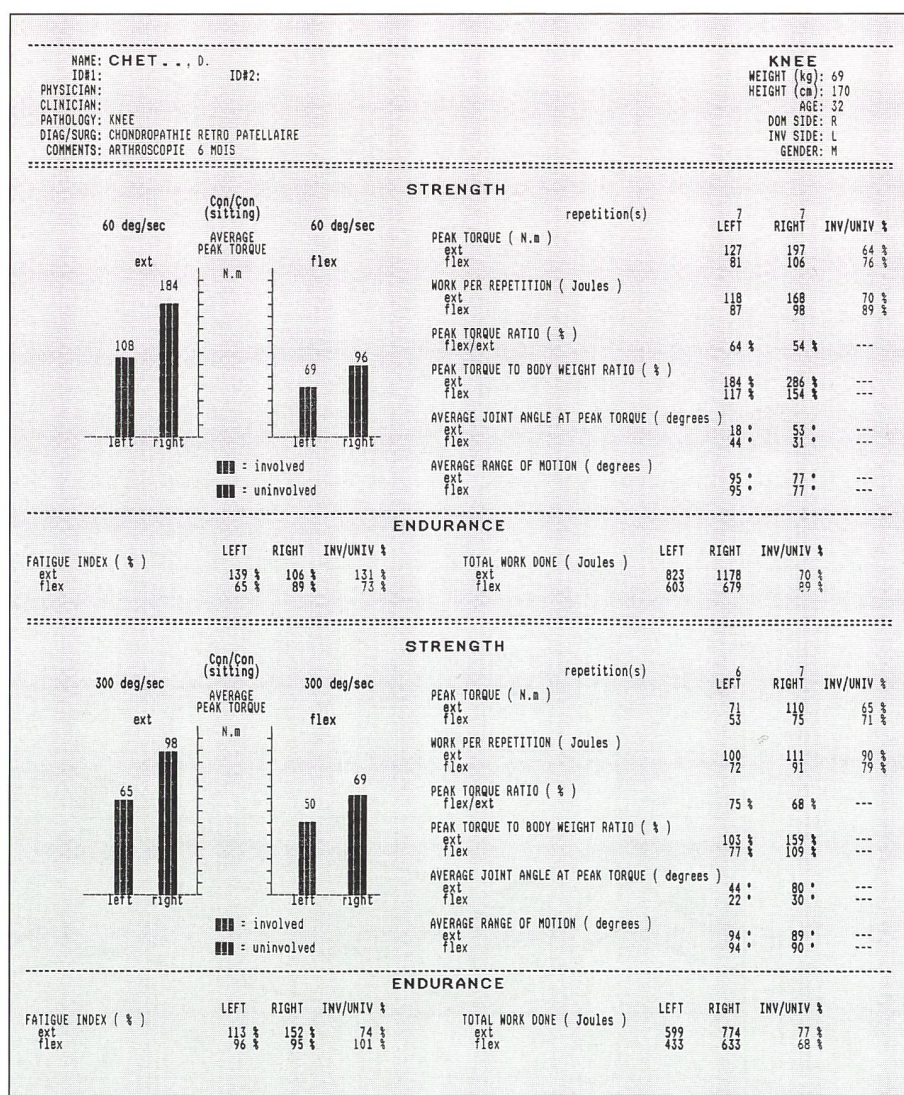 NAME: CHET . . , D. KNEE
ID#1: ID#2: WEIGHT (kg): 69
PHYSICIAN: HEIGHT (cm): 170
CLINICIAN: AGE: 32
PATHOLOGY: KNEE DOM SIDE: R
DIAG/SURG: CHONDROPATHIE RETRO PATELLAIRE INV SIDE: L
COMMENTS: ARTHROSCOPIE 6 MOIS GENDER: M
STRENGTH
60 deg/sec Con/Con (sitting) 60 deg/sec
AVERAGE PEAK TORQUE
ext N.m flex
184
108
96
69
left right left right
= involved
= uninvolved
repetition(s) 7 7
LEFT RIGHT INV/UNIV %
PEAK TORQUE ( N.m )
ext 127 197 64 %
flex 81 106 76 %
WORK PER REPETITION ( Joules )
ext 118 168 70 %
flex 87 98 89 %
PEAK TORQUE RATIO ( % )
flex/ext 64 % 54 % ---
PEAK TORQUE TO BODY WEIGHT RATIO ( % )
ext 184 % 286 % ---
flex 117 % 154 % ---
AVERAGE JOINT ANGLE AT PEAK TORQUE ( degrees )
ext 18 ° 53 ° ---
flex 44 ° 31 ° ---
AVERAGE RANGE OF MOTION ( degrees )
ext 95 ° 77 ° ---
flex 95 ° 77 ° ---
ENDURANCE
LEFT RIGHT INV/UNIV %
FATIGUE INDEX ( % )
ext 139 % 106 % 131 %
flex 65 % 89 % 73 %
LEFT RIGHT INV/UNIV %
TOTAL WORK DONE ( Joules )
ext 823 1178 70 %
flex 603 679 89 %
STRENGTH
300 deg/sec Con/Con (sitting) 300 deg/sec
AVERAGE PEAK TORQUE
ext N.m flex
98
65
69
50
left right left right
= involved
= uninvolved
repetition(s) 6 7
LEFT RIGHT INV/UNIV %
PEAK TORQUE ( N.m )
ext 71 110 65 %
flex 53 75 71 %
WORK PER REPETITION ( Joules )
ext 100 111 90 %
flex 72 91 79 %
PEAK TORQUE RATIO ( % )
flex/ext 75 % 68 % ---
PEAK TORQUE TO BODY WEIGHT RATIO ( % )
ext 103 % 159 % ---
flex 77 % 109 % ---
AVERAGE JOINT ANGLE AT PEAK TORQUE ( degrees )
ext 44 ° 80 ° ---
flex 22 ° 30 ° ---
AVERAGE RANGE OF MOTION ( degrees )
ext 94 ° 89 ° ---
flex 94 ° 90 ° ---
ENDURANCE
LEFT RIGHT INV/UNIV %
FATIGUE INDEX ( % )
ext 113 % 152 % 74 %
flex 96 % 95 % 101 %
LEFT RIGHT INV/UNIV %
TOTAL WORK DONE ( Joules )
ext 599 774 77 %
flex 433 633 68 %